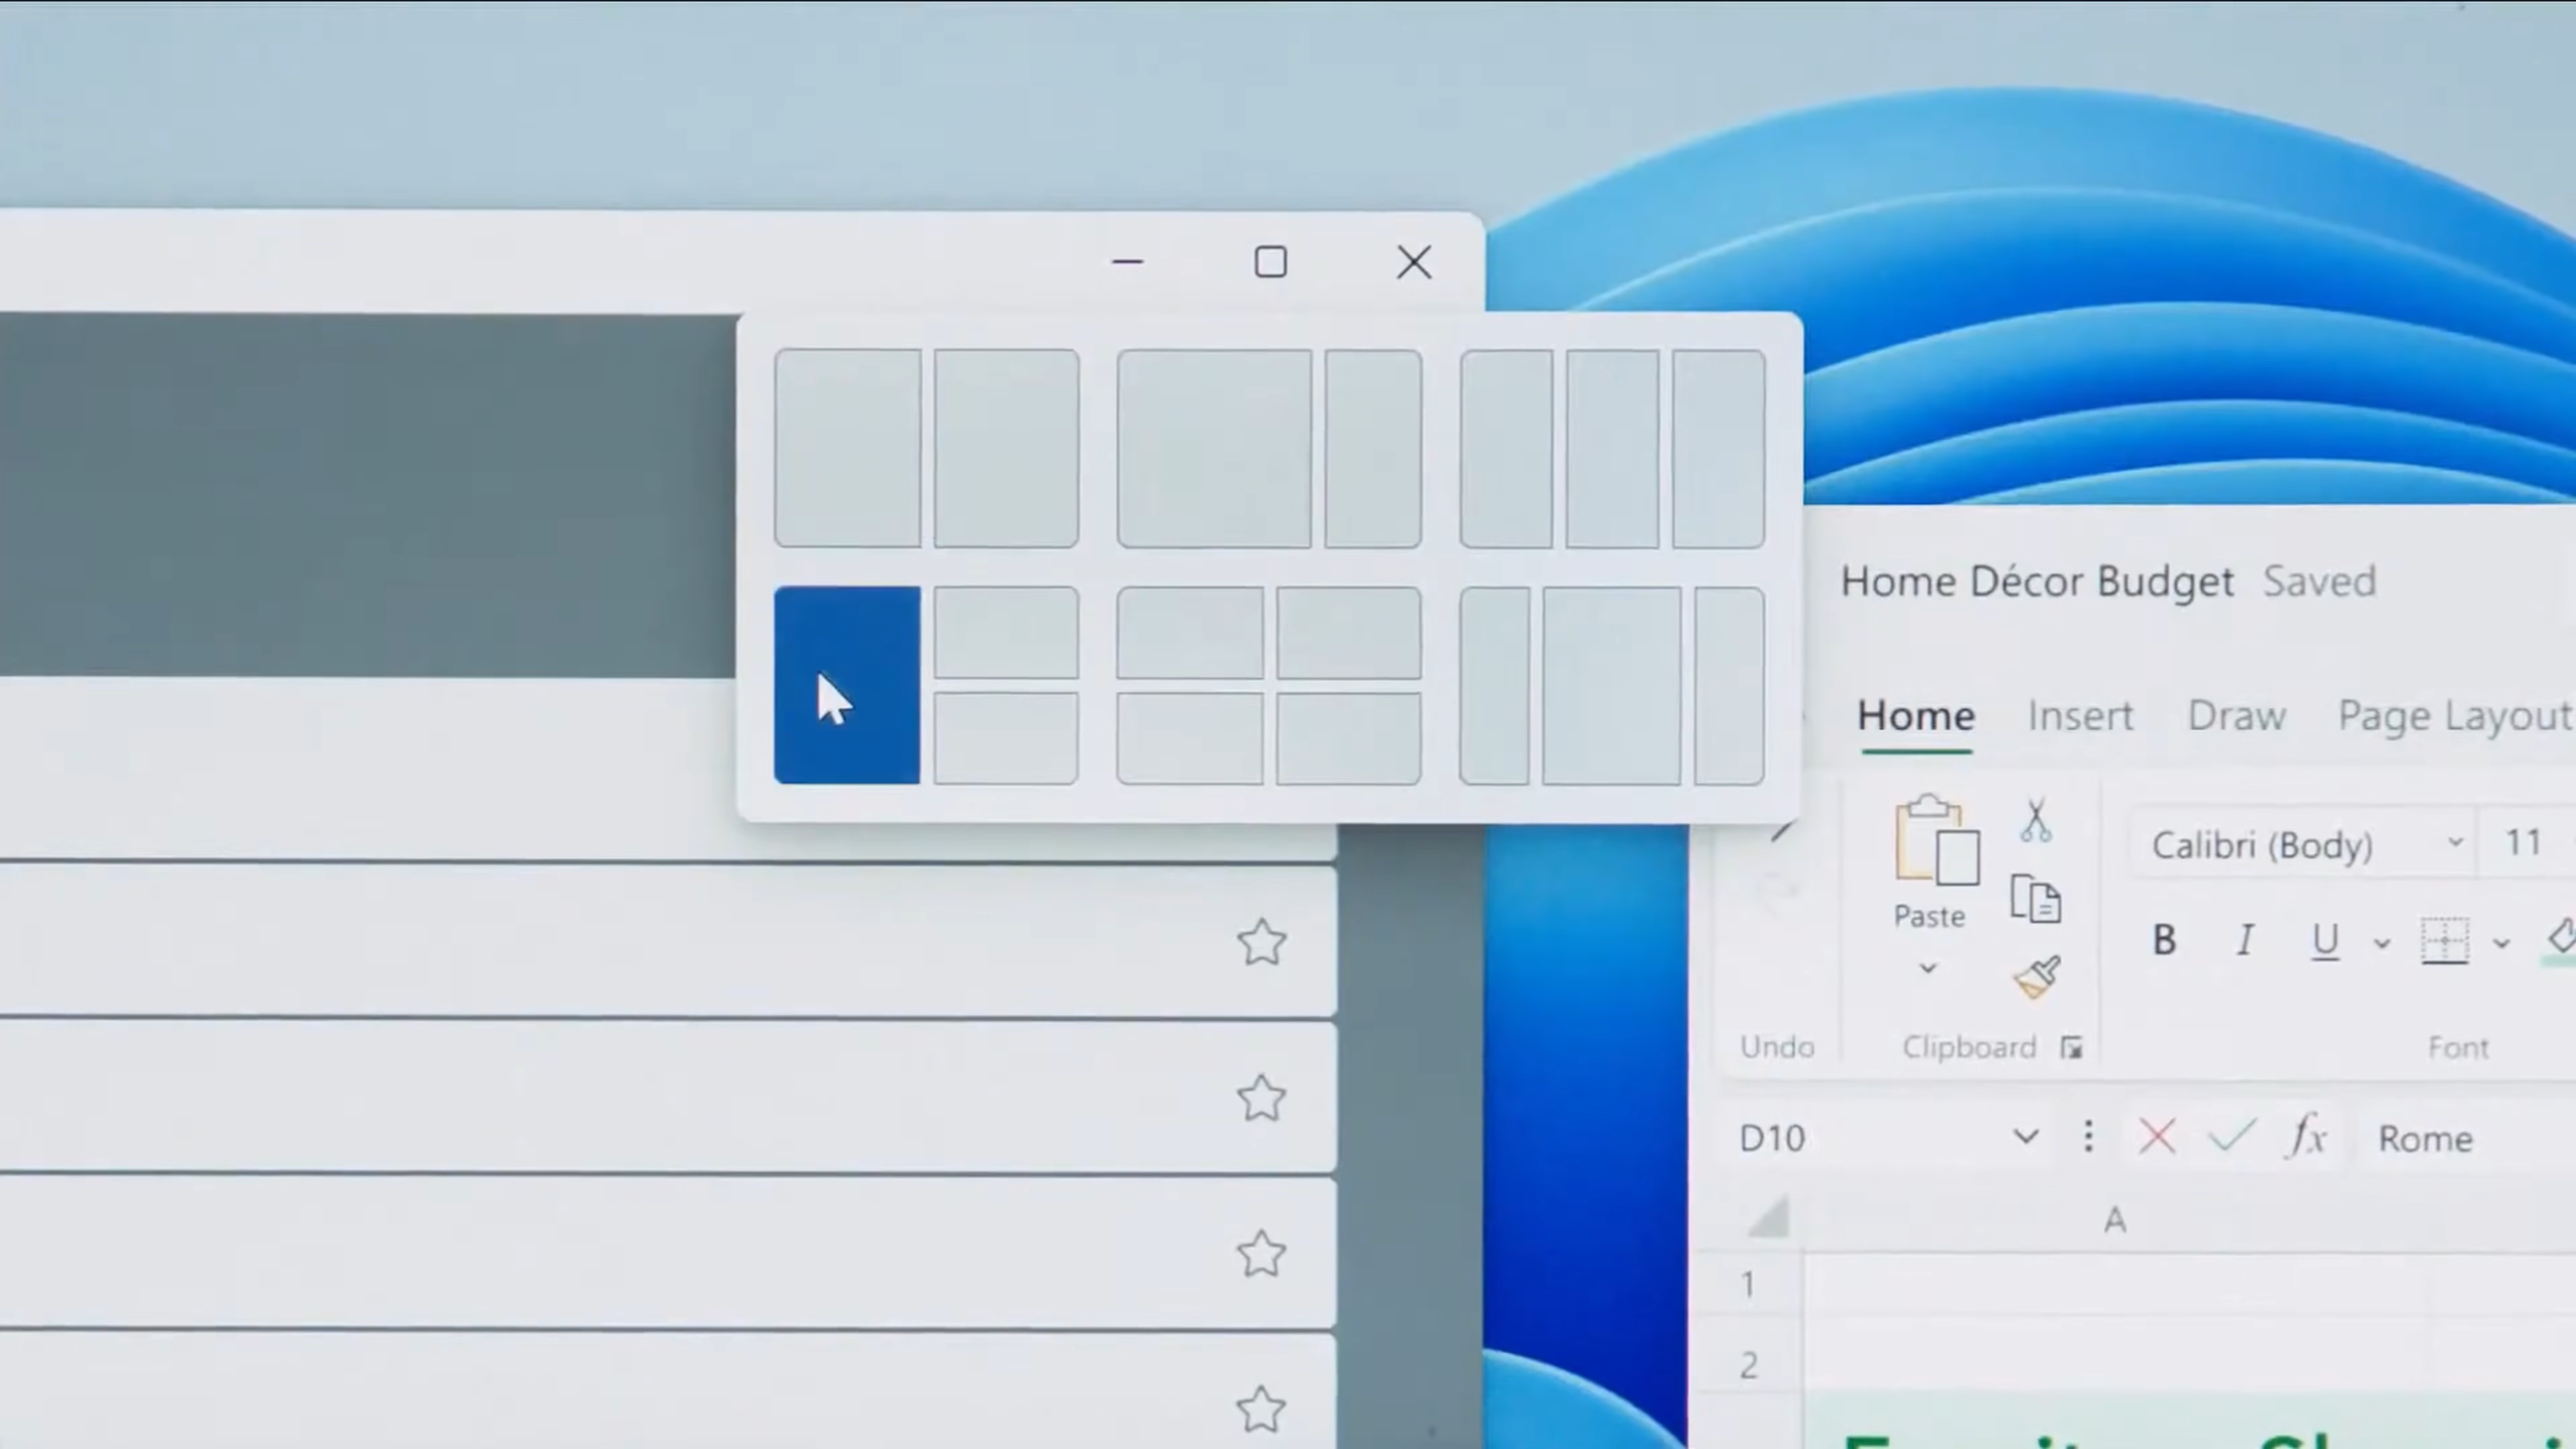 Home Décor Budget Saved
Home Insert Draw Page Layout
Calibri (Body) 11
Paste
B I U
Undo Clipboard Font
D10 fx Rome
A
1
2